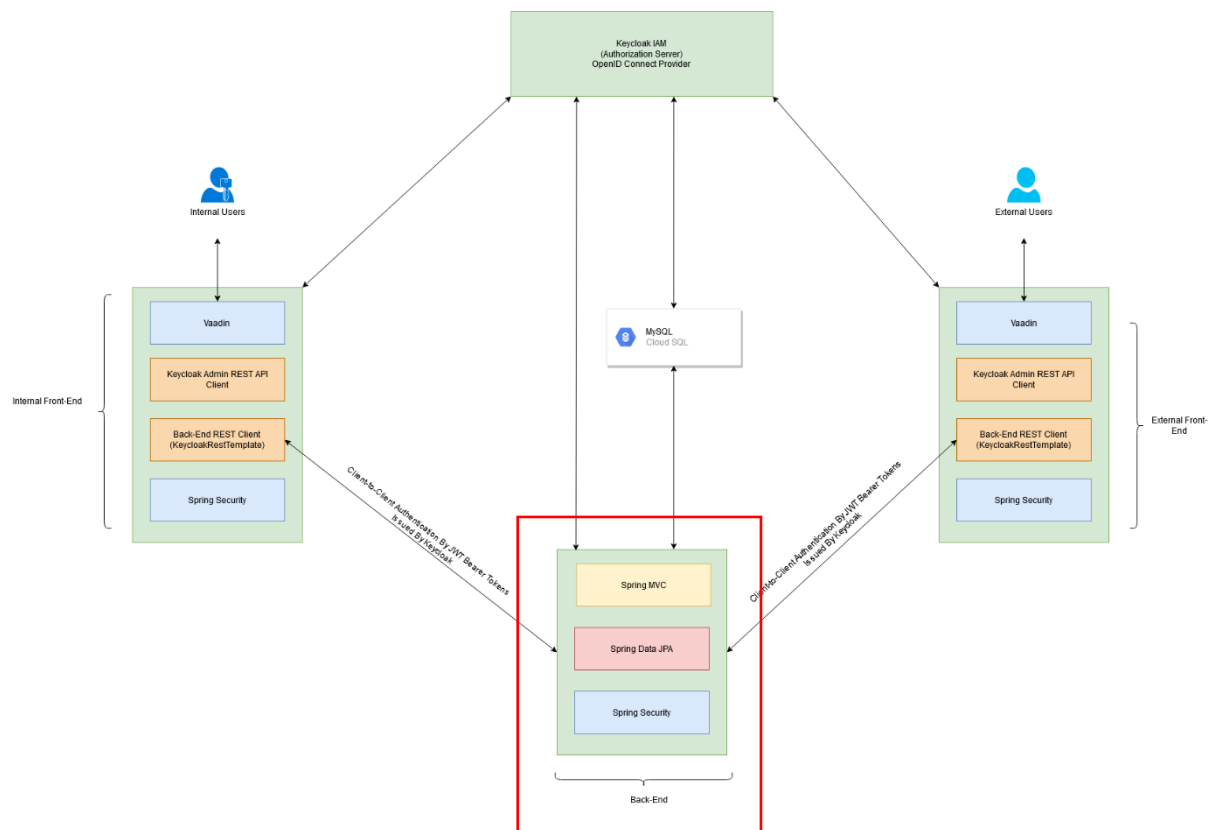 Keycloak IAM
(Authorization Server)
OpenID Connect Provider
Internal Users
External Users
Internal Front-End
Vaadin
Keycloak Admin REST API
Client
Back-End REST Client
(KeycloakRestTemplate)
Spring Security
MySQL
Cloud SQL
Vaadin
Keycloak Admin REST API
Client
Back-End REST Client
(KeycloakRestTemplate)
Spring Security
External Front-
End
Client-to-Client Authentication By JWT Bearer Tokens
Issued By Keycloak
Client-to-Client Authentication By JWT Bearer Tokens
Issued By Keycloak
Spring MVC
Spring Data JPA
Spring Security
Back-End